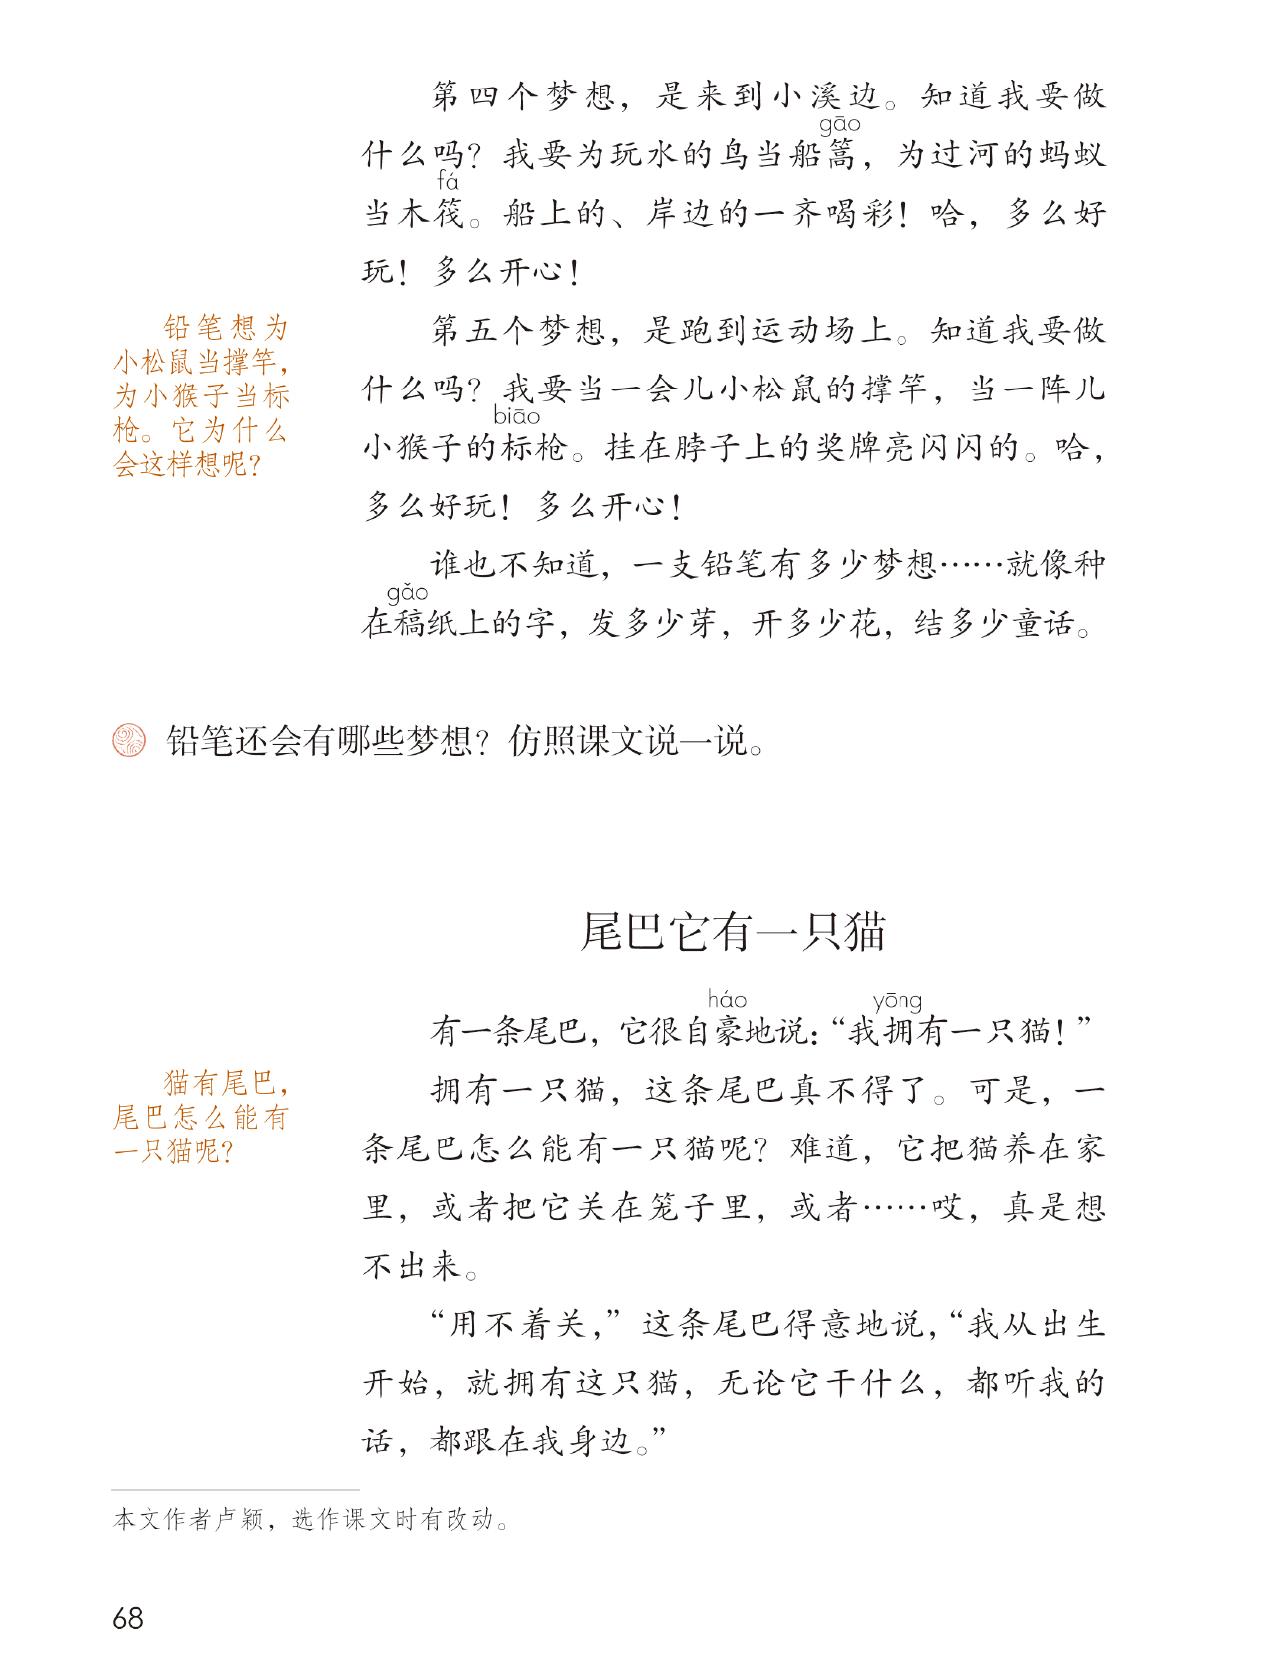 第四个梦想，是来到小溪边。知道我要做
gāo
什么吗？我要为玩水的鸟当船篙，为过河的蚂蚁
fá
当木筏。船上的、岸边的一齐喝彩！哈，多么好
玩！多么开心！
铅笔想为
小松鼠当撑竿，
为小猴子当标
枪。它为什么
会这样想呢？
第五个梦想，是跑到运动场上。知道我要做
什么吗？我要当一会儿小松鼠的撑竿，当一阵儿
biāo
小猴子的标枪。挂在脖子上的奖牌亮闪闪的。哈，
多么好玩！多么开心！
谁也不知道，一支铅笔有多少梦想……就像种
gǎo
在稿纸上的字，发多少芽，开多少花，结多少童话。
铅笔还会有哪些梦想？仿照课文说一说。
尾巴它有一只猫
háo yōng
有一条尾巴，它很自豪地说：“我拥有一只猫！”
猫有尾巴，
尾巴怎么能有
一只猫呢？
拥有一只猫，这条尾巴真不得了。可是，一
条尾巴怎么能有一只猫呢？难道，它把猫养在家
里，或者把它关在笼子里，或者……哎，真是想
不出来。
“用不着关，”这条尾巴得意地说，“我从出生
开始，就拥有这只猫，无论它干什么，都听我的
话，都跟在我身边。”
本文作者卢颖，选作课文时有改动。
68